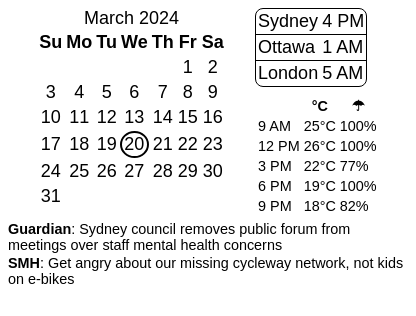 March 2024
Su Mo Tu We Th Fr Sa
1 2
3 4 5 6 7 8 9
10 11 12 13 14 15 16
17 18 19 20 21 22 23
24 25 26 27 28 29 30
31
Sydney 4 PM
Ottawa 1 AM
London 5 AM
°C ☂
9 AM 25°C 100%
12 PM 26°C 100%
3 PM 22°C 77%
6 PM 19°C 100%
9 PM 18°C 82%
Guardian: Sydney council removes public forum from
meetings over staff mental health concerns
SMH: Get angry about our missing cycleway network, not kids
on e-bikes